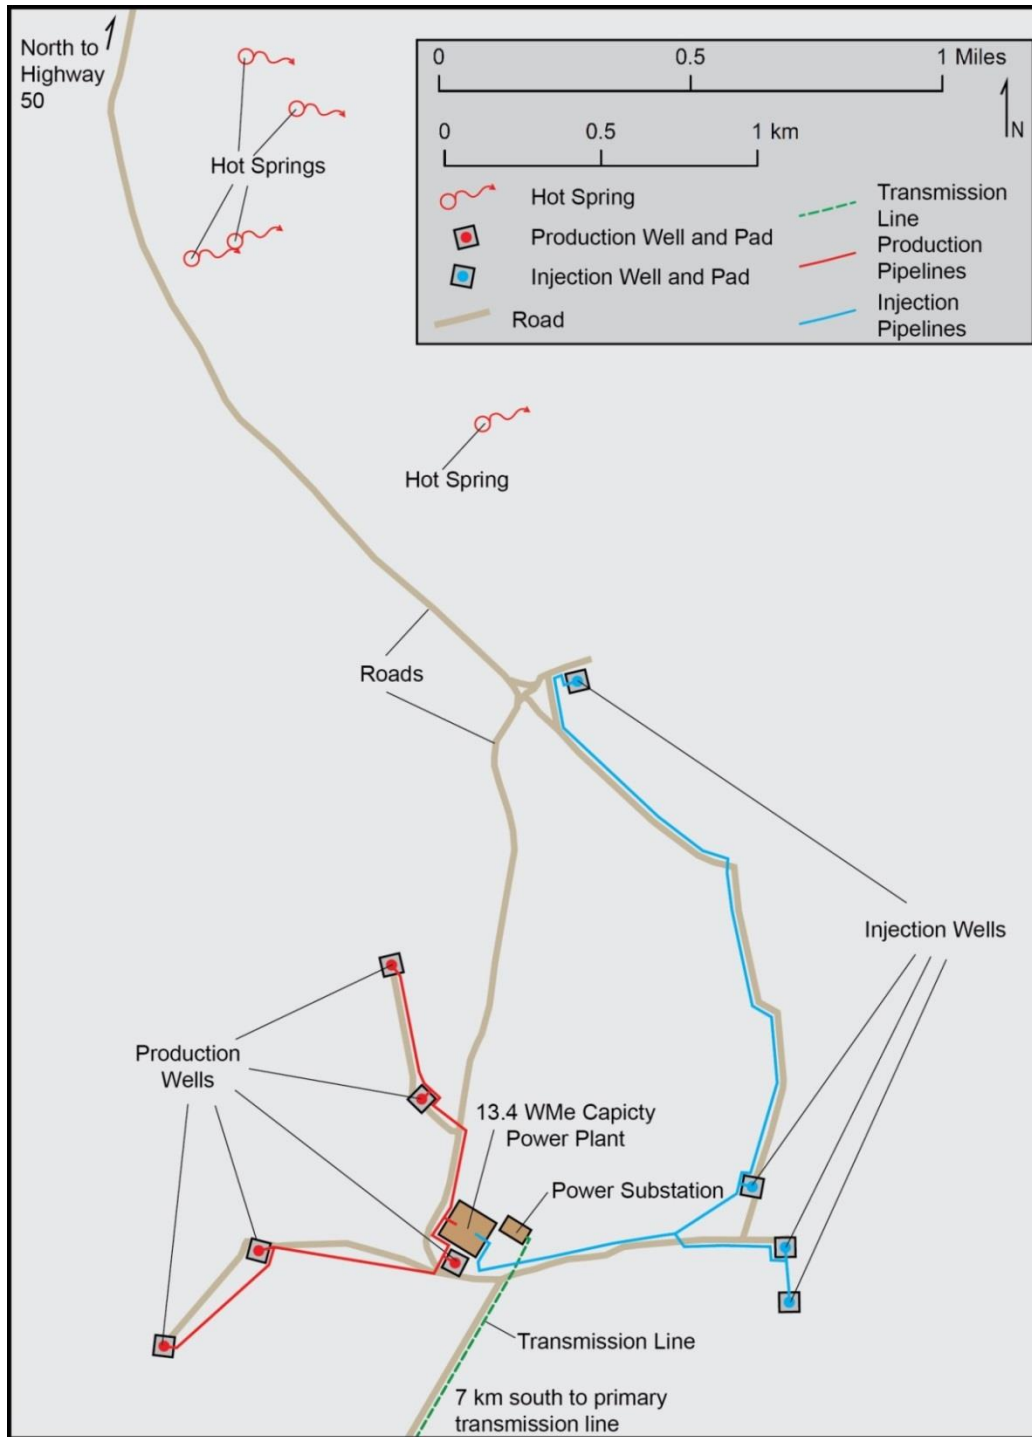 North to
Highway
50
Hot Springs
0 0.5 1 Miles
0 0.5 1 km
N
Hot Spring
Production Well and Pad
Injection Well and Pad
Road
Transmission
Line
Production
Pipelines
Injection
Pipelines
Hot Spring
Roads
Injection Wells
Production
Wells
13.4 WMe Capicty
Power Plant
Power Substation
Transmission Line
7 km south to primary
transmission line